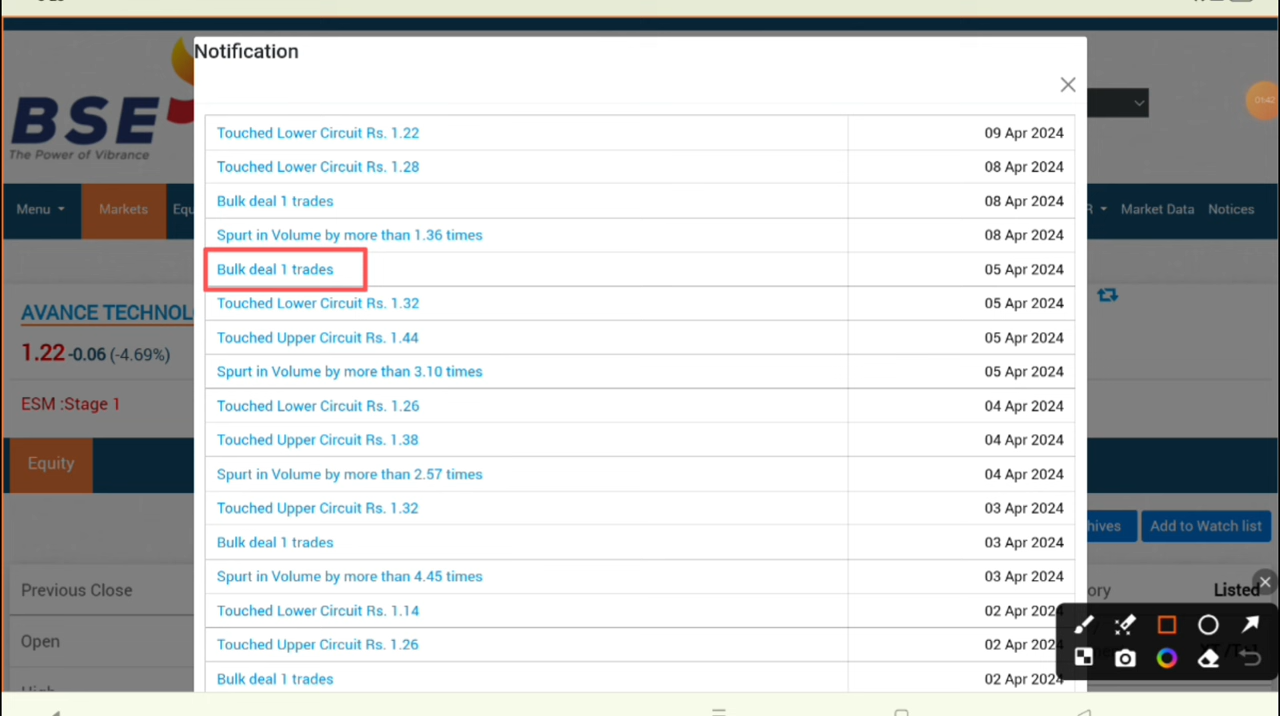 Notification
01:42
BSE
The Power of Vibrance
Menu
Markets
Equ
R
Market Data
Notices
Touched Lower Circuit Rs. 1.22 09 Apr 2024
Touched Lower Circuit Rs. 1.28 08 Apr 2024
Bulk deal 1 trades 08 Apr 2024
Spurt in Volume by more than 1.36 times 08 Apr 2024
Bulk deal 1 trades 05 Apr 2024
Touched Lower Circuit Rs. 1.32 05 Apr 2024
Touched Upper Circuit Rs. 1.44 05 Apr 2024
Spurt in Volume by more than 3.10 times 05 Apr 2024
Touched Lower Circuit Rs. 1.26 04 Apr 2024
Touched Upper Circuit Rs. 1.38 04 Apr 2024
Spurt in Volume by more than 2.57 times 04 Apr 2024
Touched Upper Circuit Rs. 1.32 03 Apr 2024
Bulk deal 1 trades 03 Apr 2024
Spurt in Volume by more than 4.45 times 03 Apr 2024
Touched Lower Circuit Rs. 1.14 02 Apr 2024
Touched Upper Circuit Rs. 1.26 02 Apr 2024
Bulk deal 1 trades 02 Apr 2024
AVANCE TECHNOL
1.22 -0.06 (-4.69%)
ESM :Stage 1
Equity
hives
Add to Watch list
Previous Close
ory
Listed
Open